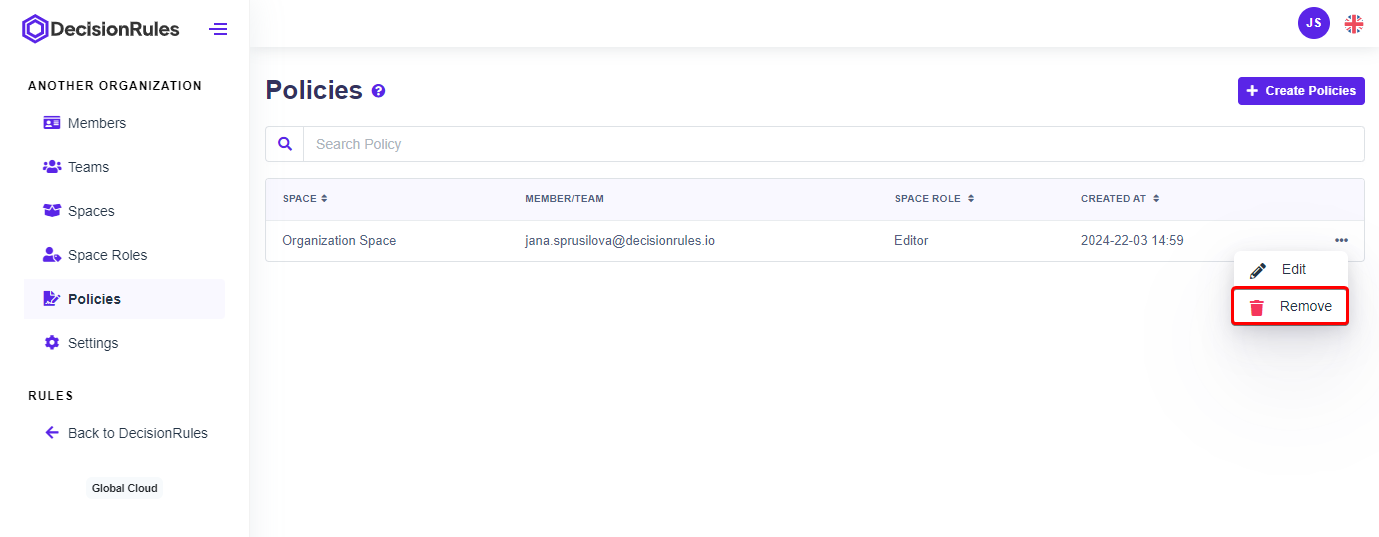 DecisionRules
JS
ANOTHER ORGANIZATION
Members
Teams
Spaces
Space Roles
Policies
Settings
RULES
Back to DecisionRules
Global Cloud
Policies ?
+ Create Policies
Search Policy
SPACE MEMBER/TEAM SPACE ROLE CREATED AT
Organization Space jana.sprusilova@decisionrules.io Editor 2024-22-03 14:59 •••
Edit
Remove